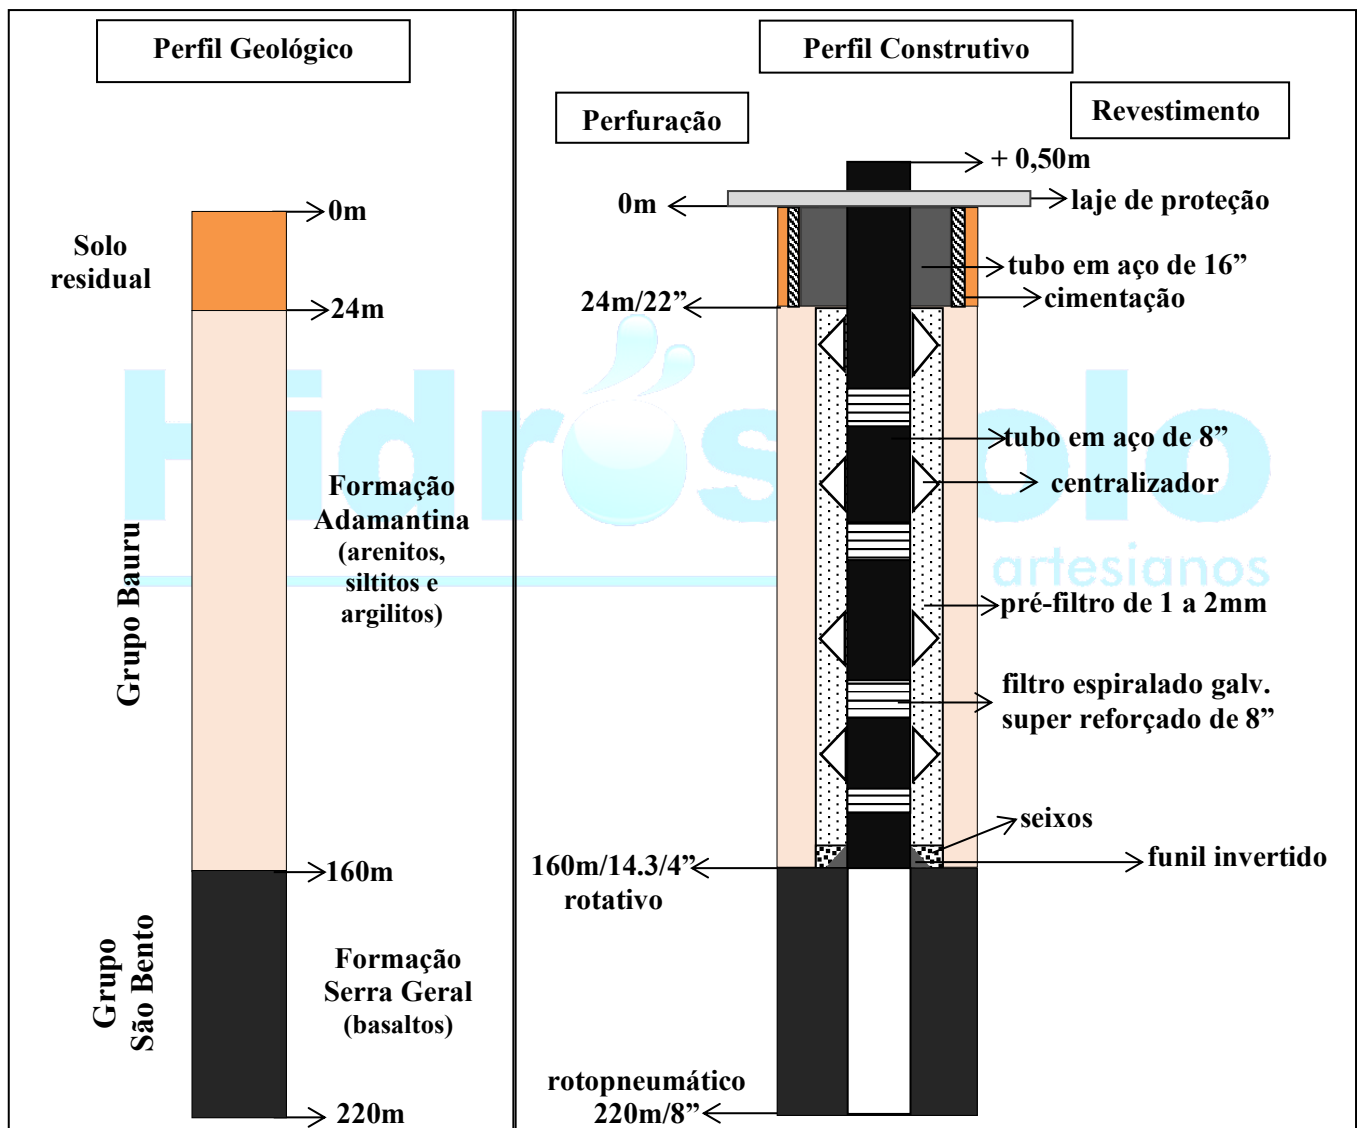 Perfil Geológico
Perfil Construtivo
Perfuração
Revestimento
+ 0,50m
laje de proteção
0m
0m
Solo
residual
tubo em aço de 16”
cimentação
24m
24m/22”
Hidrossolo
artesianos
tubo em aço de 8”
centralizador
Grupo Bauru
Formação
Adamantina
(arenitos,
siltitos e
argilitos)
pré-filtro de 1 a 2mm
filtro espiralado galv.
super reforçado de 8”
seixos
funil invertido
160m
160m/14.3/4”
rotativo
Grupo
São Bento
Formação
Serra Geral
(basaltos)
rotopneumático
220m/8”
220m